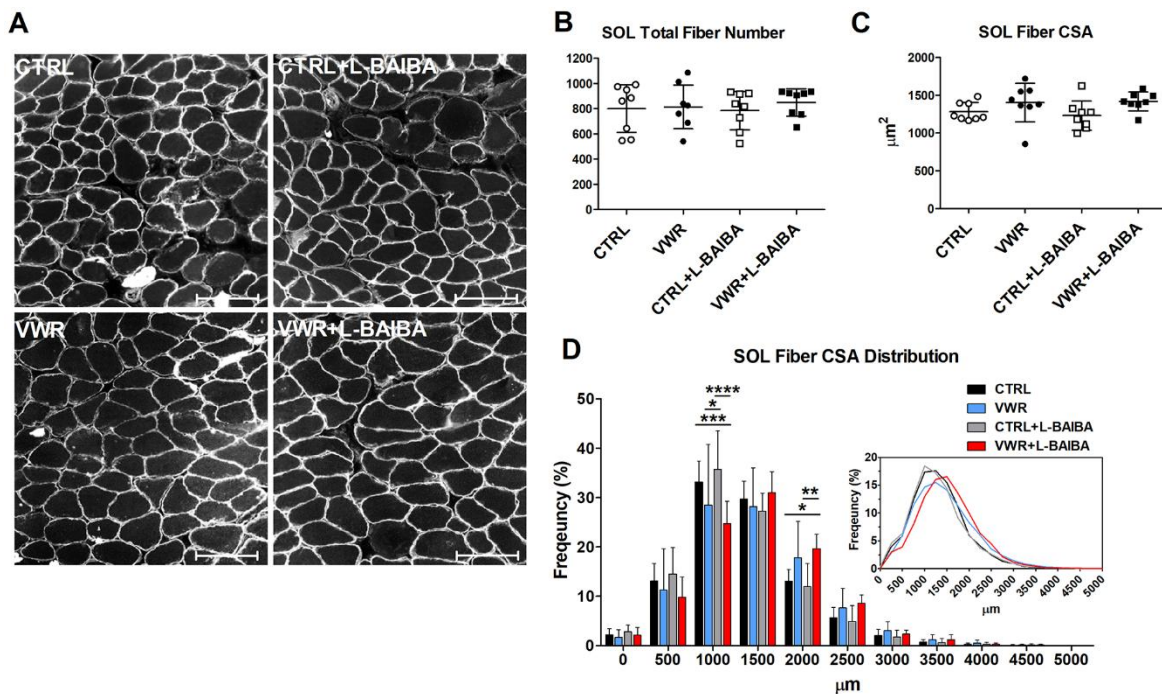 A
CTRL
CTRL+L-BAIBA
VWR
VWR+L-BAIBA
B
SOL Total Fiber Number
1200
1000
800
600
400
200
0
CTRL
VWR
CTRL+L-BAIBA
VWR+L-BAIBA
C
SOL Fiber CSA
μm2
2000
1500
1000
500
0
CTRL
VWR
CTRL+L-BAIBA
VWR+L-BAIBA
D
SOL Fiber CSA Distribution
Freqeuncy (%)
50
40
30
20
10
0
****
*
***
**
*
0 500 1000 1500 2000 2500 3000 3500 4000 4500 5000
μm
CTRL
VWR
CTRL+L-BAIBA
VWR+L-BAIBA
Freqeuncy (%)
20
15
10
5
0
0 500 1000 1500 2000 2500 3000 3500 4000 4500 5000
μm